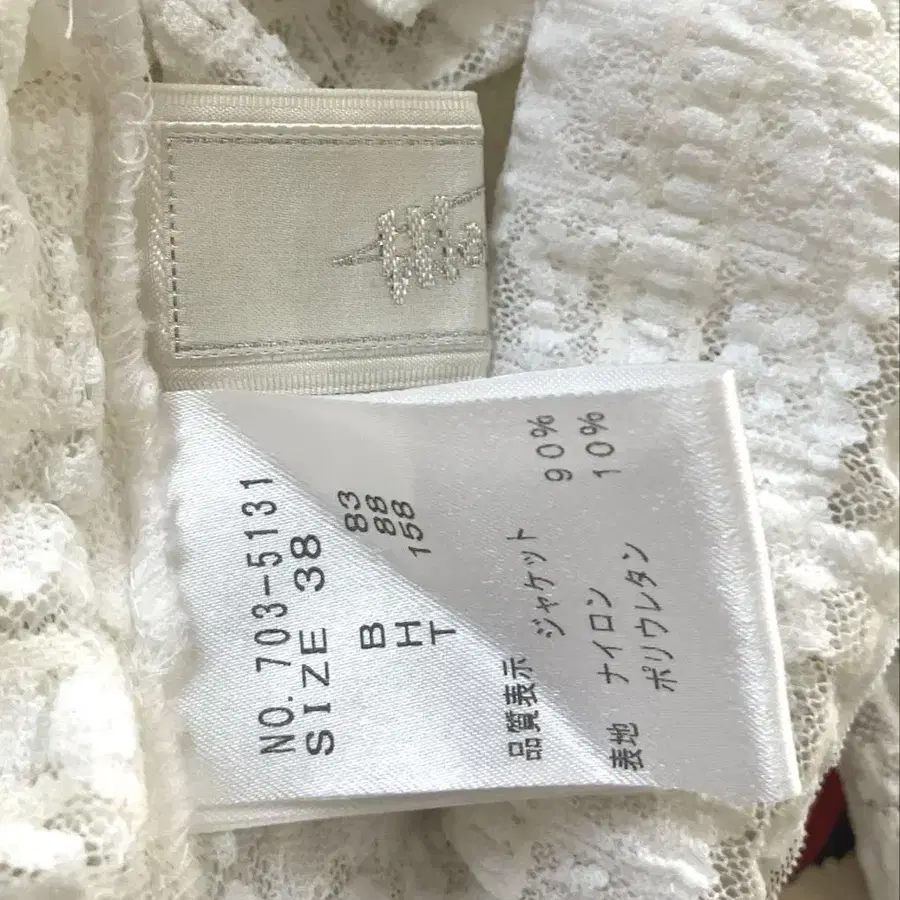 NO. 703-5131
SIZE 38
B 83
H 88
T 158
品質表示 ジャケット
表地 ナイロン 90%
ポリウレタン 10%